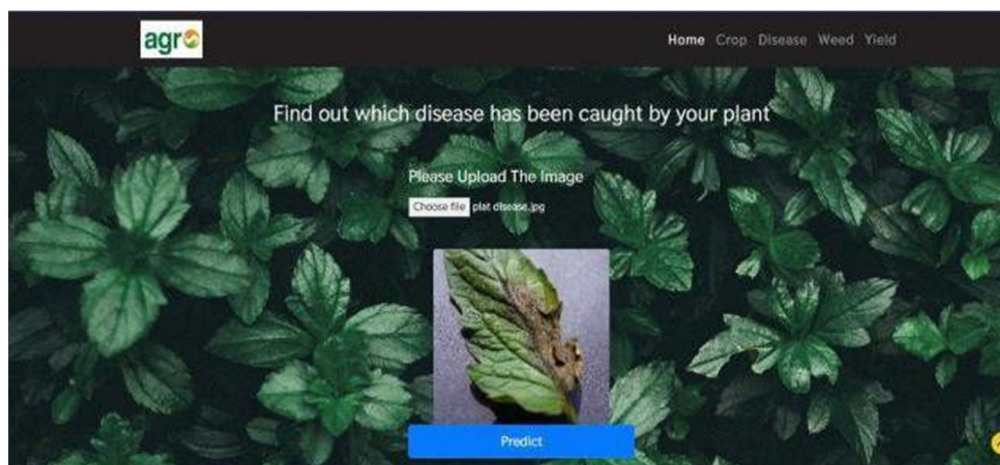 agro
Home Crop Disease Weed Yield
Find out which disease has been caught by your plant
Please Upload The Image
Choose file plat disease.jpg
Predict